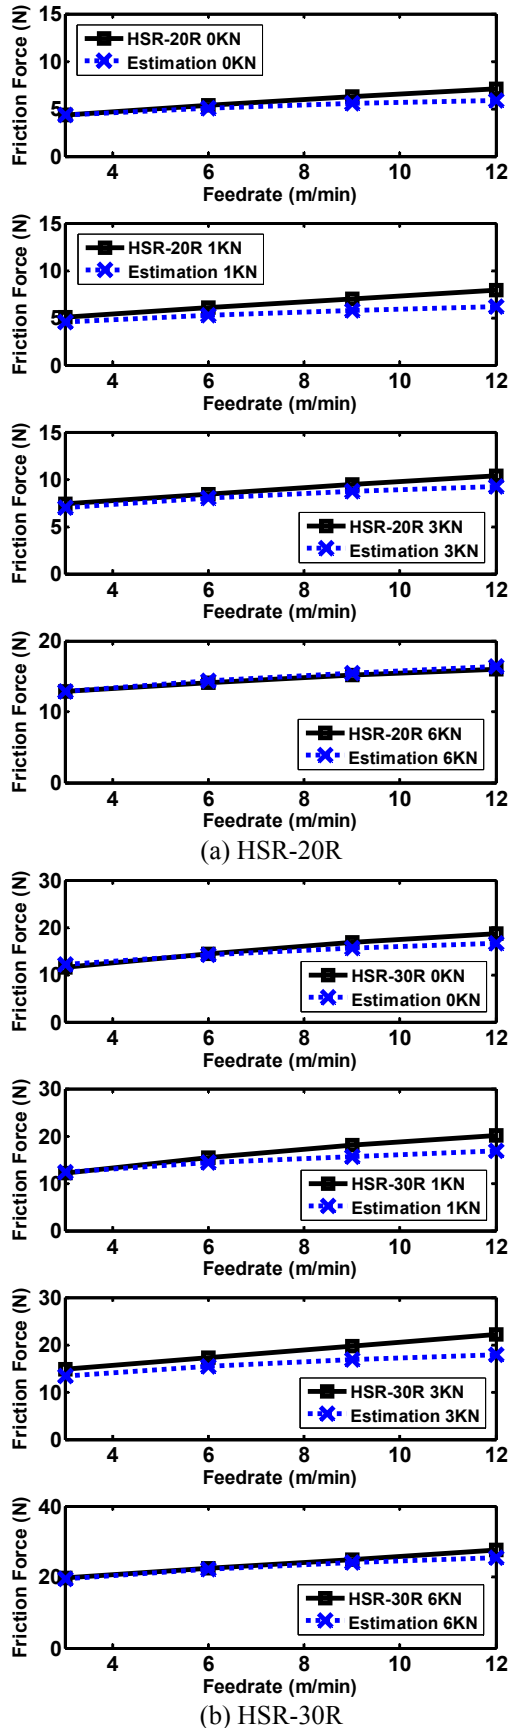 15
10
5
0
Friction Force (N)
HSR-20R 0KN
Estimation 0KN
4 6 8 10 12
Feedrate (m/min)
15
10
5
0
Friction Force (N)
HSR-20R 1KN
Estimation 1KN
4 6 8 10 12
Feedrate (m/min)
15
10
5
0
Friction Force (N)
HSR-20R 3KN
Estimation 3KN
4 6 8 10 12
Feedrate (m/min)
20
10
0
Friction Force (N)
HSR-20R 6KN
Estimation 6KN
4 6 8 10 12
Feedrate (m/min)
(a) HSR-20R
30
20
10
0
Friction Force (N)
HSR-30R 0KN
Estimation 0KN
4 6 8 10 12
Feedrate (m/min)
30
20
10
0
Friction Force (N)
HSR-30R 1KN
Estimation 1KN
4 6 8 10 12
Feedrate (m/min)
30
20
10
0
Friction Force (N)
HSR-30R 3KN
Estimation 3KN
4 6 8 10 12
Feedrate (m/min)
40
20
0
Friction Force (N)
HSR-30R 6KN
Estimation 6KN
4 6 8 10 12
Feedrate (m/min)
(b) HSR-30R